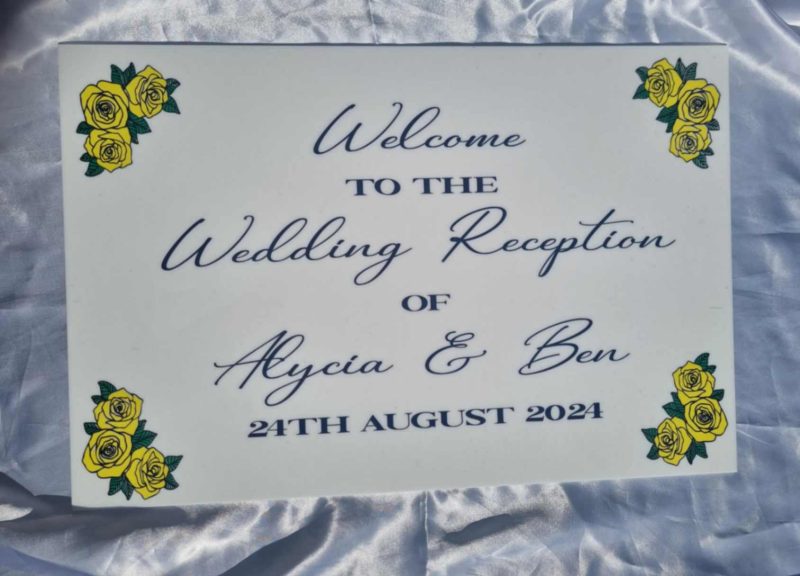 Welcome
TO THE
Wedding Reception
OF
Alycia & Ben
24TH AUGUST 2024